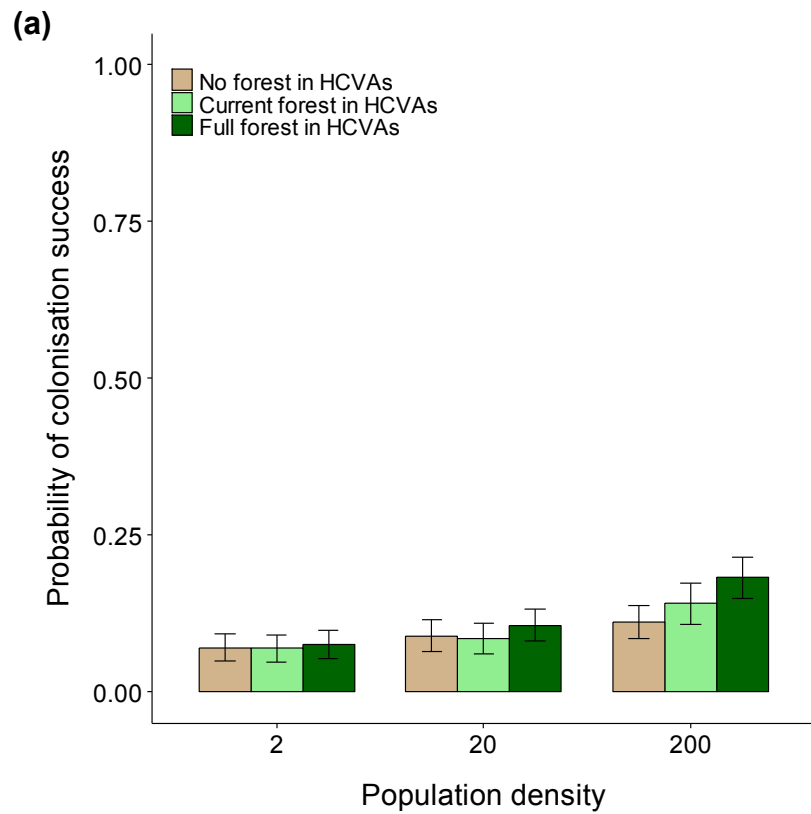 (a)
No forest in HCVAs
Current forest in HCVAs
Full forest in HCVAs
Probability of colonisation success
1.00
0.75
0.50
0.25
0.00
2 20 200
Population density